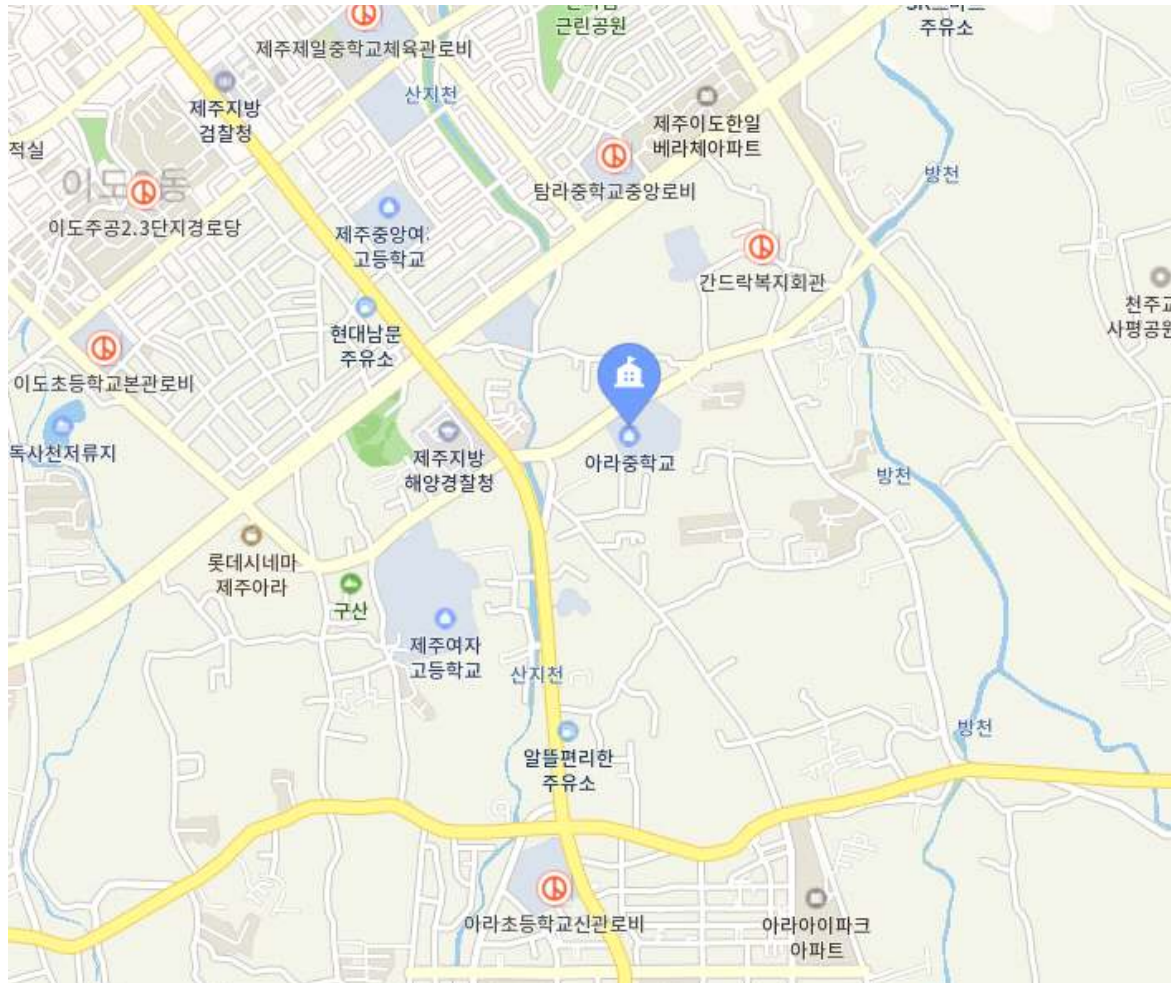 근린공원
주유소
제주제일중학교체육관로비
제주지방
검찰청
산지천
제주이도한일
베라체아파트
적실
이도
동
탐라중학교중앙로비
방천
이도주공2.3단지경로당
제주중앙여
고등학교
간드락복지회관
천주교
사평공원
현대남문
주유소
이도초등학교본관로비
독사천저류지
제주지방
해양경찰청
아라중학교
방천
롯데시네마
제주아라
구산
제주여자
고등학교
산지천
방천
알뜰편리한
주유소
아라초등학교신관로비
아라아이파크
아파트